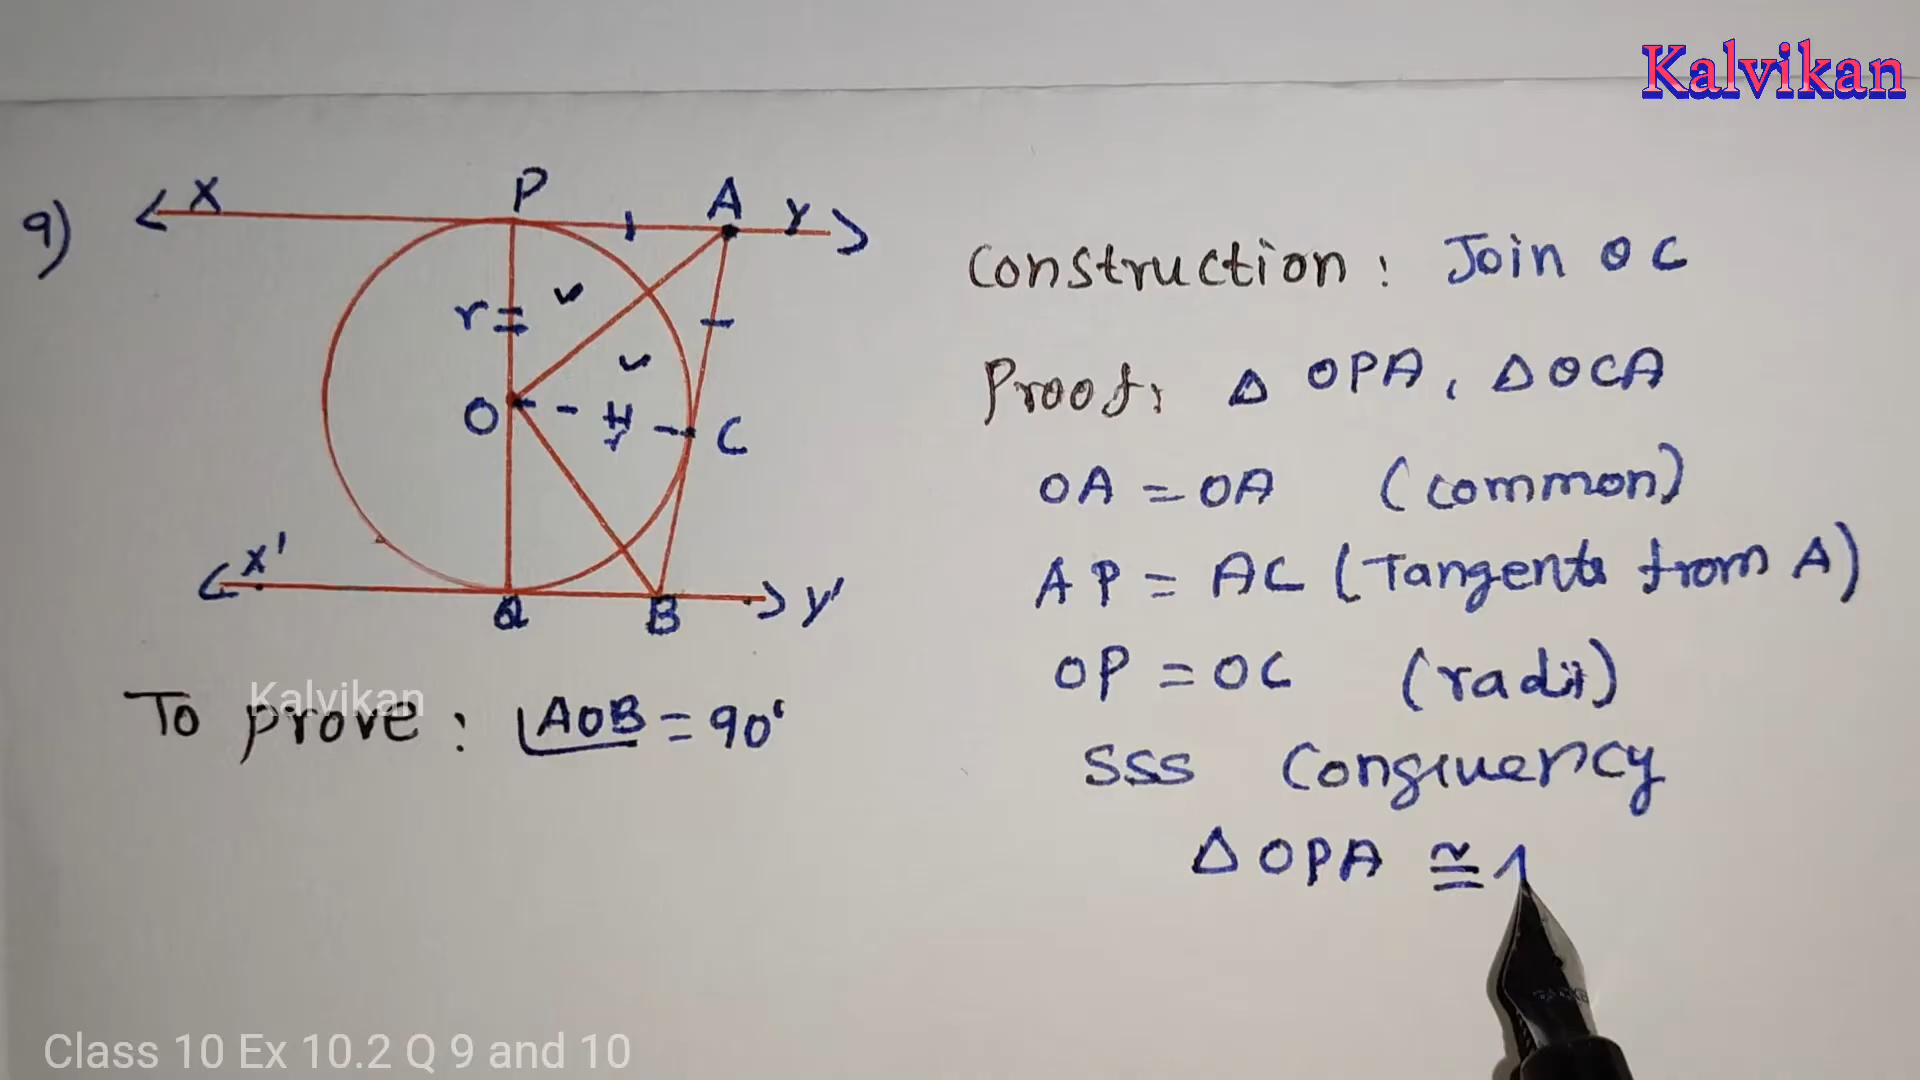 Kalvikan
9)
X P A Y
r
O C
r
X' Q B Y'
To prove : ∠AOB = 90°
Kalvikan
Construction : Join OC
Proof: Δ OPA, Δ OCA
OA = OA (common)
AP = AC (Tangents from A)
OP = OC (radii)
SSS Congruency
Δ OPA ≅
Class 10 Ex 10.2 Q 9 and 10